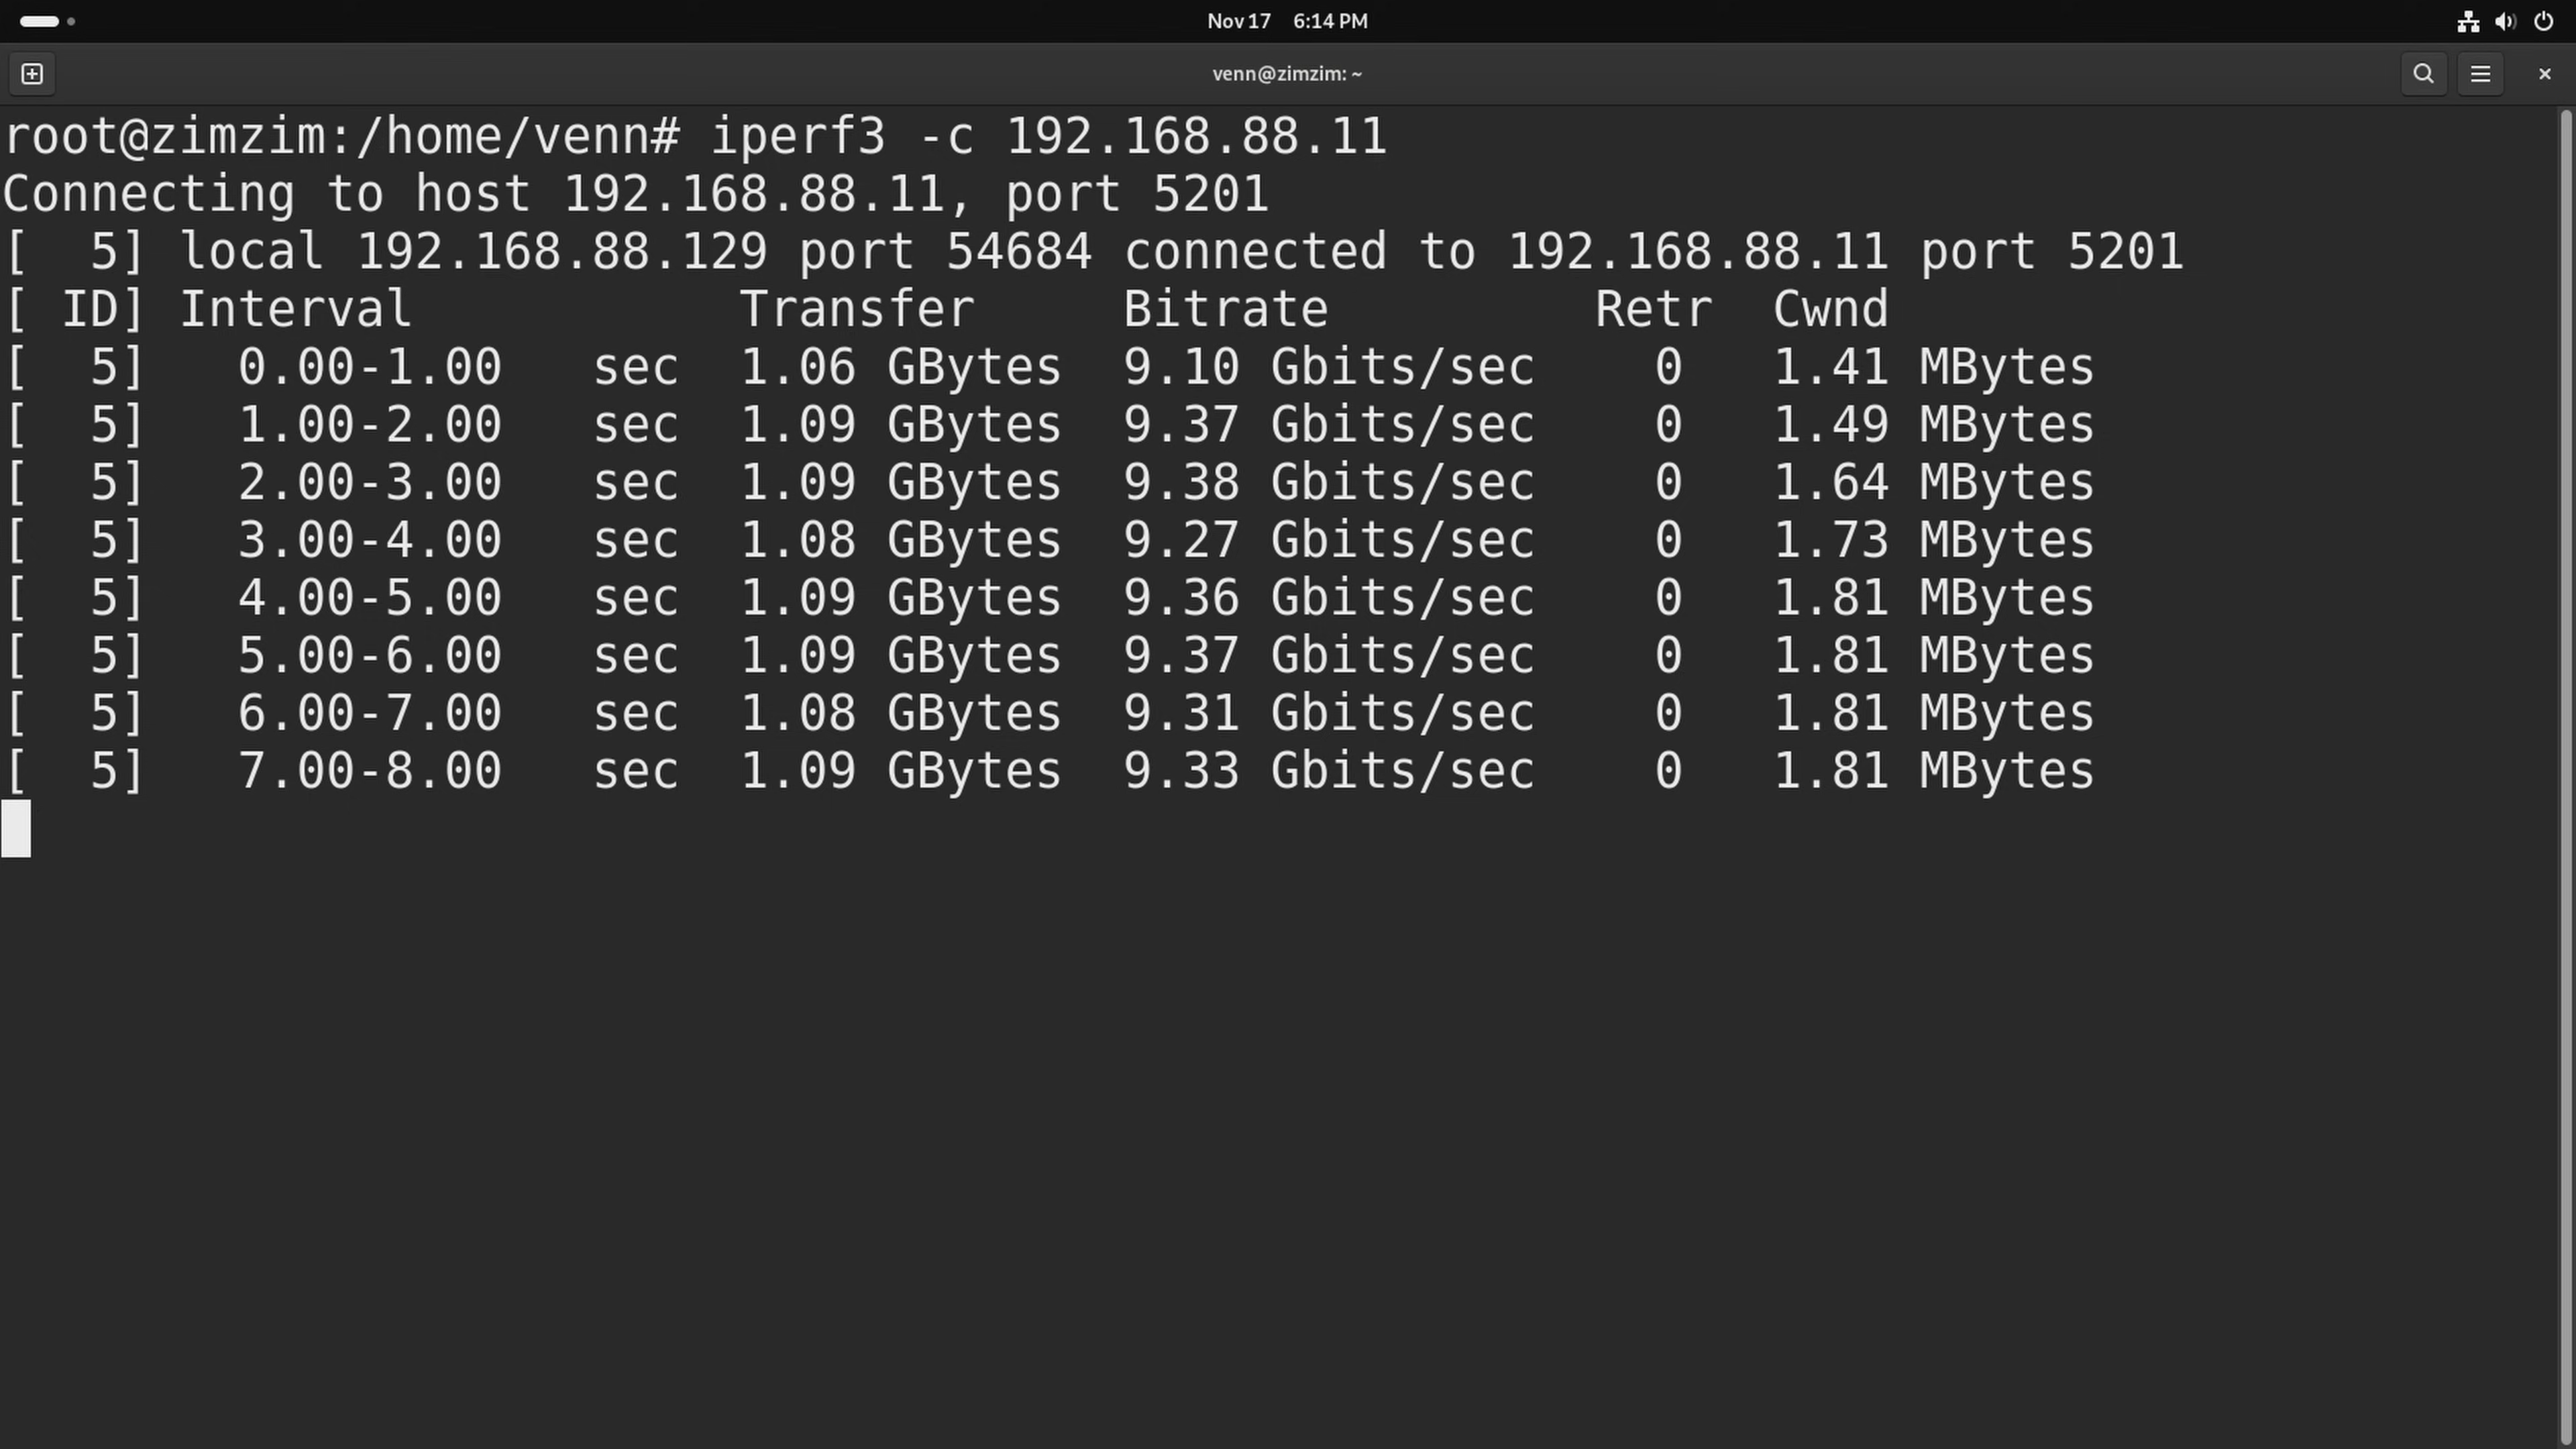 Nov 17 6:14 PM
venn@zimzim: ~
root@zimzim:/home/venn# iperf3 -c 192.168.88.11
Connecting to host 192.168.88.11, port 5201
[  5] local 192.168.88.129 port 54684 connected to 192.168.88.11 port 5201
[ ID] Interval           Transfer     Bitrate         Retr  Cwnd
[  5]   0.00-1.00   sec  1.06 GBytes  9.10 Gbits/sec    0   1.41 MBytes
[  5]   1.00-2.00   sec  1.09 GBytes  9.37 Gbits/sec    0   1.49 MBytes
[  5]   2.00-3.00   sec  1.09 GBytes  9.38 Gbits/sec    0   1.64 MBytes
[  5]   3.00-4.00   sec  1.08 GBytes  9.27 Gbits/sec    0   1.73 MBytes
[  5]   4.00-5.00   sec  1.09 GBytes  9.36 Gbits/sec    0   1.81 MBytes
[  5]   5.00-6.00   sec  1.09 GBytes  9.37 Gbits/sec    0   1.81 MBytes
[  5]   6.00-7.00   sec  1.08 GBytes  9.31 Gbits/sec    0   1.81 MBytes
[  5]   7.00-8.00   sec  1.09 GBytes  9.33 Gbits/sec    0   1.81 MBytes